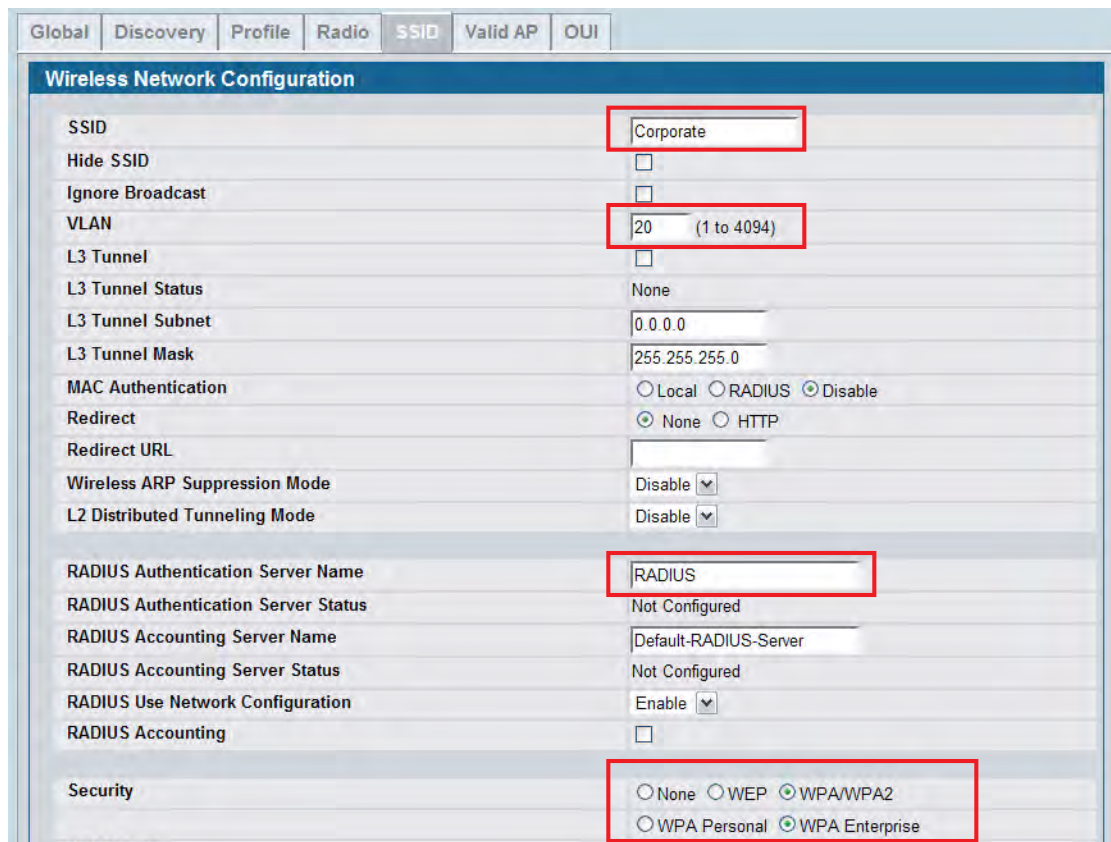 Global Discovery Profile Radio SSID Valid AP OUI
Wireless Network Configuration
SSID Corporate
Hide SSID
Ignore Broadcast
VLAN 20 (1 to 4094)
L3 Tunnel
L3 Tunnel Status None
L3 Tunnel Subnet 0.0.0.0
L3 Tunnel Mask 255.255.255.0
MAC Authentication Local RADIUS Disable
Redirect None HTTP
Redirect URL
Wireless ARP Suppression Mode Disable
L2 Distributed Tunneling Mode Disable
RADIUS Authentication Server Name RADIUS
RADIUS Authentication Server Status Not Configured
RADIUS Accounting Server Name Default-RADIUS-Server
RADIUS Accounting Server Status Not Configured
RADIUS Use Network Configuration Enable
RADIUS Accounting
Security None WEP WPA/WPA2
WPA Personal WPA Enterprise